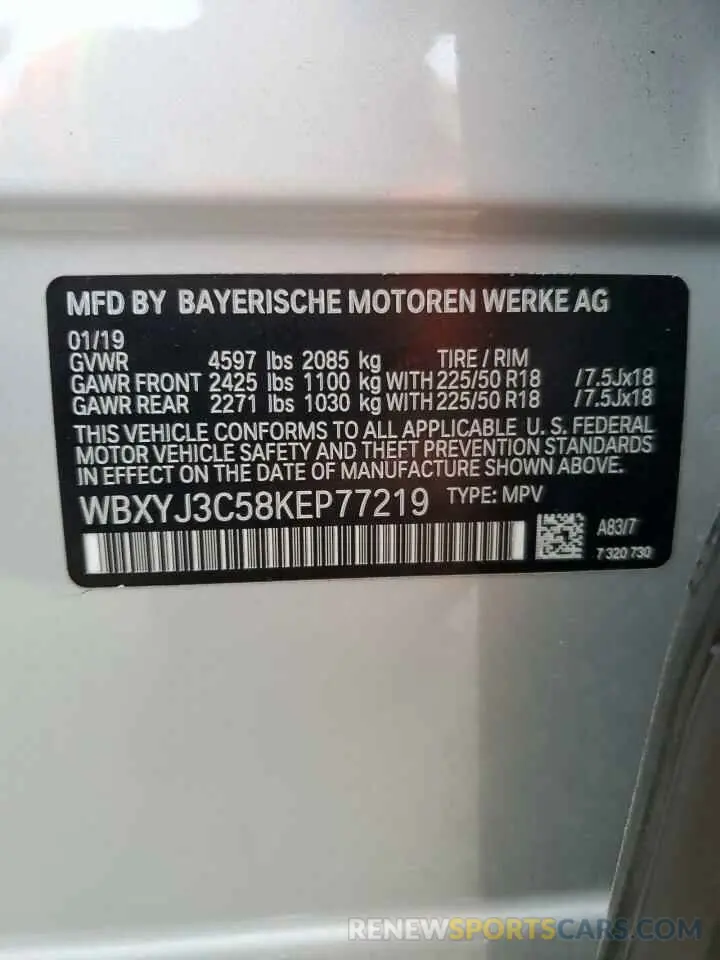 MFD BY BAYERISCHE MOTOREN WERKE AG
01/19
GVWR 4597 lbs 2085 kg TIRE / RIM
GAWR FRONT 2425 lbs 1100 kg WITH 225/50 R18 /7.5Jx18
GAWR REAR 2271 lbs 1030 kg WITH 225/50 R18 /7.5Jx18
THIS VEHICLE CONFORMS TO ALL APPLICABLE U. S. FEDERAL
MOTOR VEHICLE SAFETY AND THEFT PREVENTION STANDARDS
IN EFFECT ON THE DATE OF MANUFACTURE SHOWN ABOVE.
WBXYJ3C58KEP77219 TYPE: MPV
A83/7
7 320 730
RENEWSPORTSCARS.COM